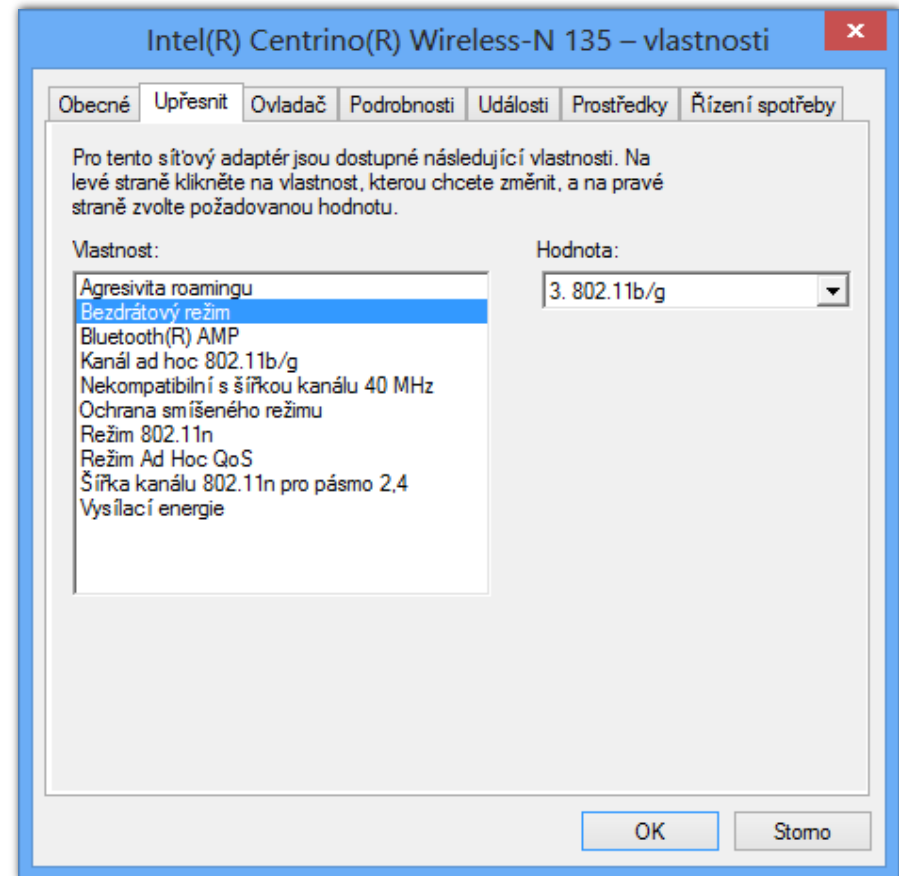 Intel(R) Centrino(R) Wireless-N 135 – vlastnosti
Obecné Upřesnit Ovladač Podrobnosti Události Prostředky Řízení spotřeby
Pro tento síťový adaptér jsou dostupné následující vlastnosti. Na
levé straně klikněte na vlastnost, kterou chcete změnit, a na pravé
straně zvolte požadovanou hodnotu.
Vlastnost: Hodnota:
Agresivita roamingu 3. 802.11b/g
Bezdrátový režim
Bluetooth(R) AMP
Kanál ad hoc 802.11b/g
Nekompatibilní s šířkou kanálu 40 MHz
Ochrana smíšeného režimu
Režim 802.11n
Režim Ad Hoc QoS
Šířka kanálu 802.11n pro pásmo 2,4
Vysílací energie
OK Storno